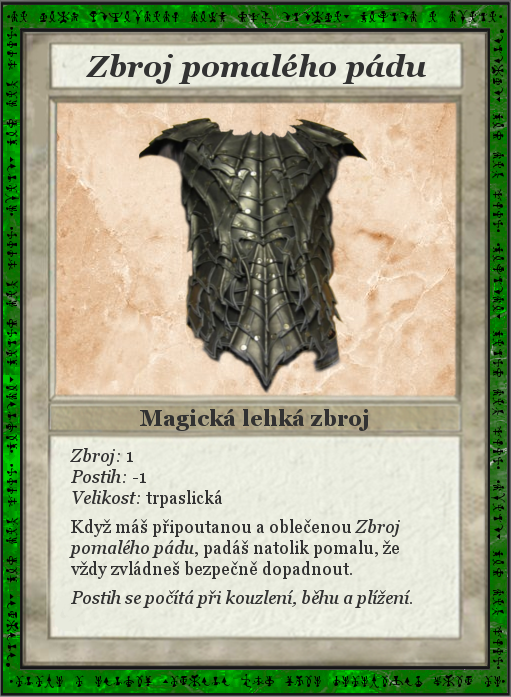 Zbroj pomalého pádu
Magická lehká zbroj
Zbroj: 1
Postih: -1
Velikost: trpaslická
Když máš připoutanou a oblečenou Zbroj
pomalého pádu, padáš natolik pomalu, že
vždy zvládneš bezpečně dopadnout.
Postih se počítá při kouzlení, běhu a plížení.